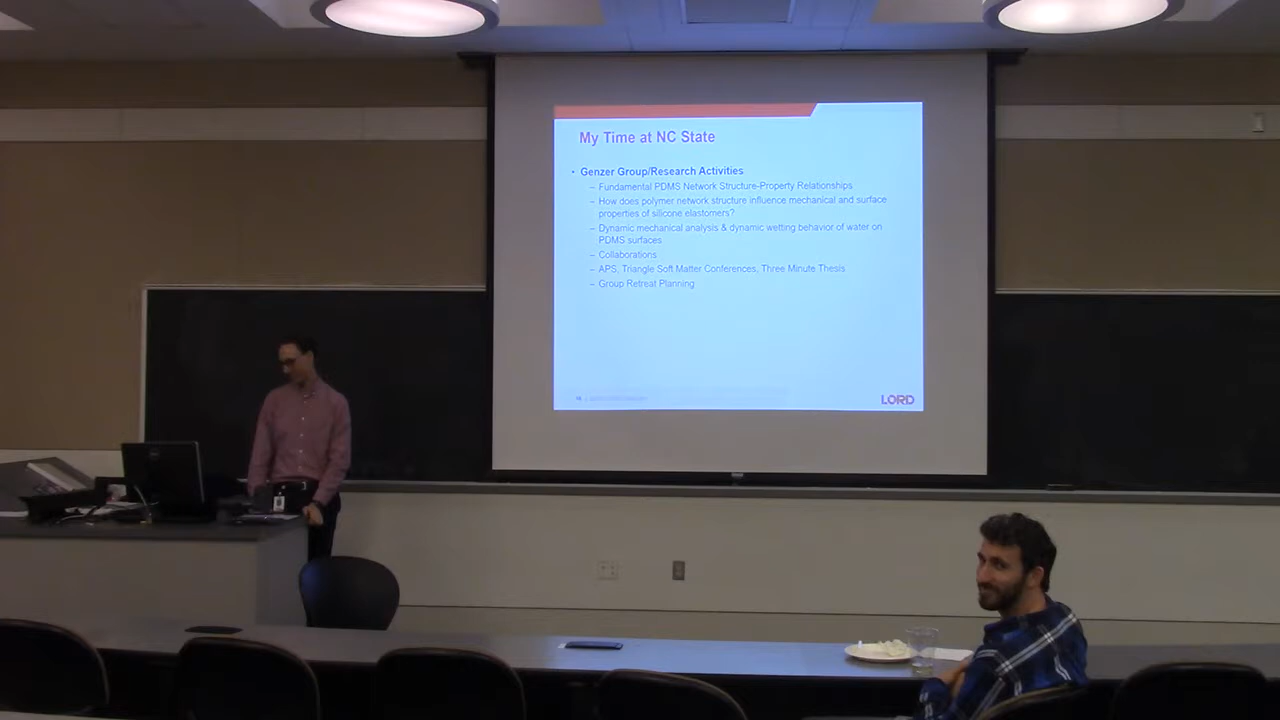 My Time at NC State
• Genzer Group/Research Activities
– Fundamental PDMS Network Structure-Property Relationships
– How does polymer network structure influence mechanical and surface
properties of silicone elastomers?
– Dynamic mechanical analysis & dynamic wetting behavior of water on
PDMS surfaces
– Collaborations
– APS, Triangle Soft Matter Conferences, Three Minute Thesis
– Group Retreat Planning
LORD